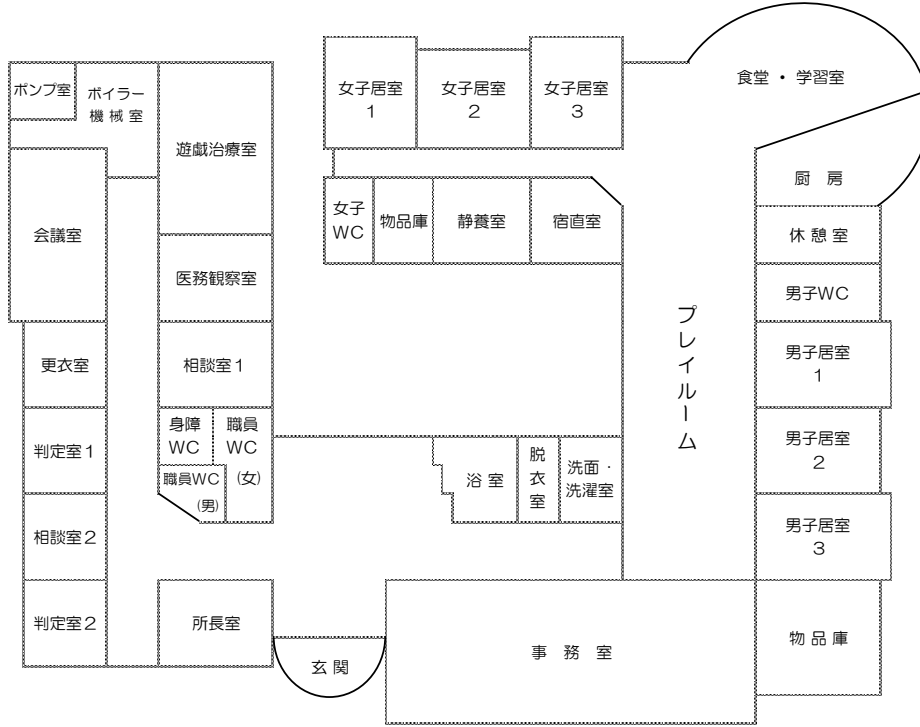 ポンプ室
ボイラー
機 械 室
遊戯治療室
会議室
医務観察室
更衣室
相談室1
身障
WC
職員
WC
(女)
職員WC
(男)
判定室1
相談室2
判定室2
所長室
玄 関
女子居室
1
女子居室
2
女子居室
3
女子
WC
物品庫
静養室
宿直室
食堂 ・ 学習室
厨 房
休 憩 室
男子WC
プレイルーム
男子居室
1
男子居室
2
男子居室
3
浴 室
脱衣室
洗面・
洗濯室
事 務 室
物 品 庫